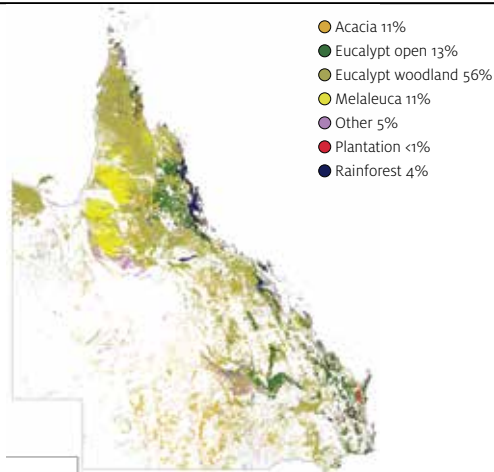 Acacia 11%
Eucalypt open 13%
Eucalypt woodland 56%
Melaleuca 11%
Other 5%
Plantation <1%
Rainforest 4%